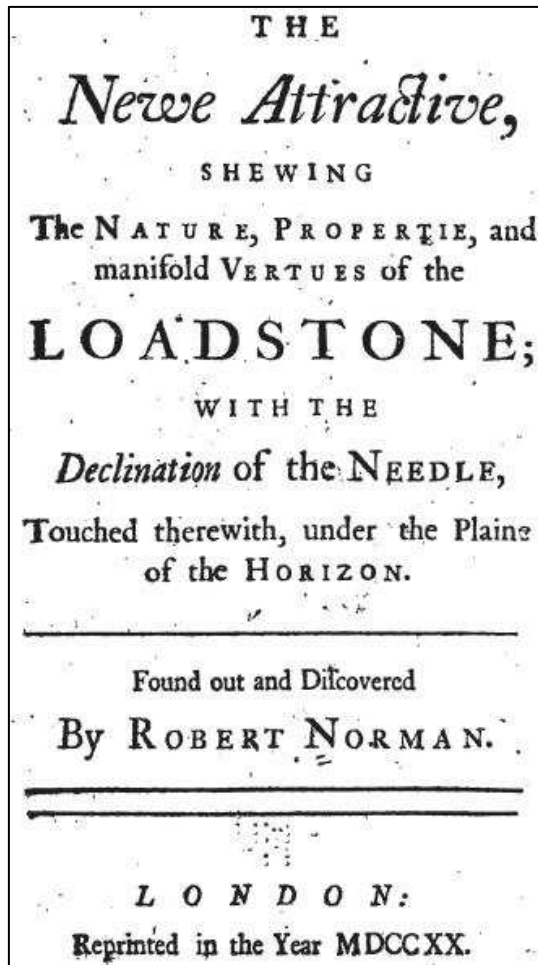 THE
Newe Attractive,
SHEWING
The NATURE, PROPERTIE, and
manifold VERTUES of the
LOADSTONE;
WITH THE
Declination of the NEEDLE,
Touched therewith, under the Plaine
of the HORIZON.
Found out and Diſcovered
By ROBERT NORMAN.
LONDON:
Reprinted in the Year MDCCXX.